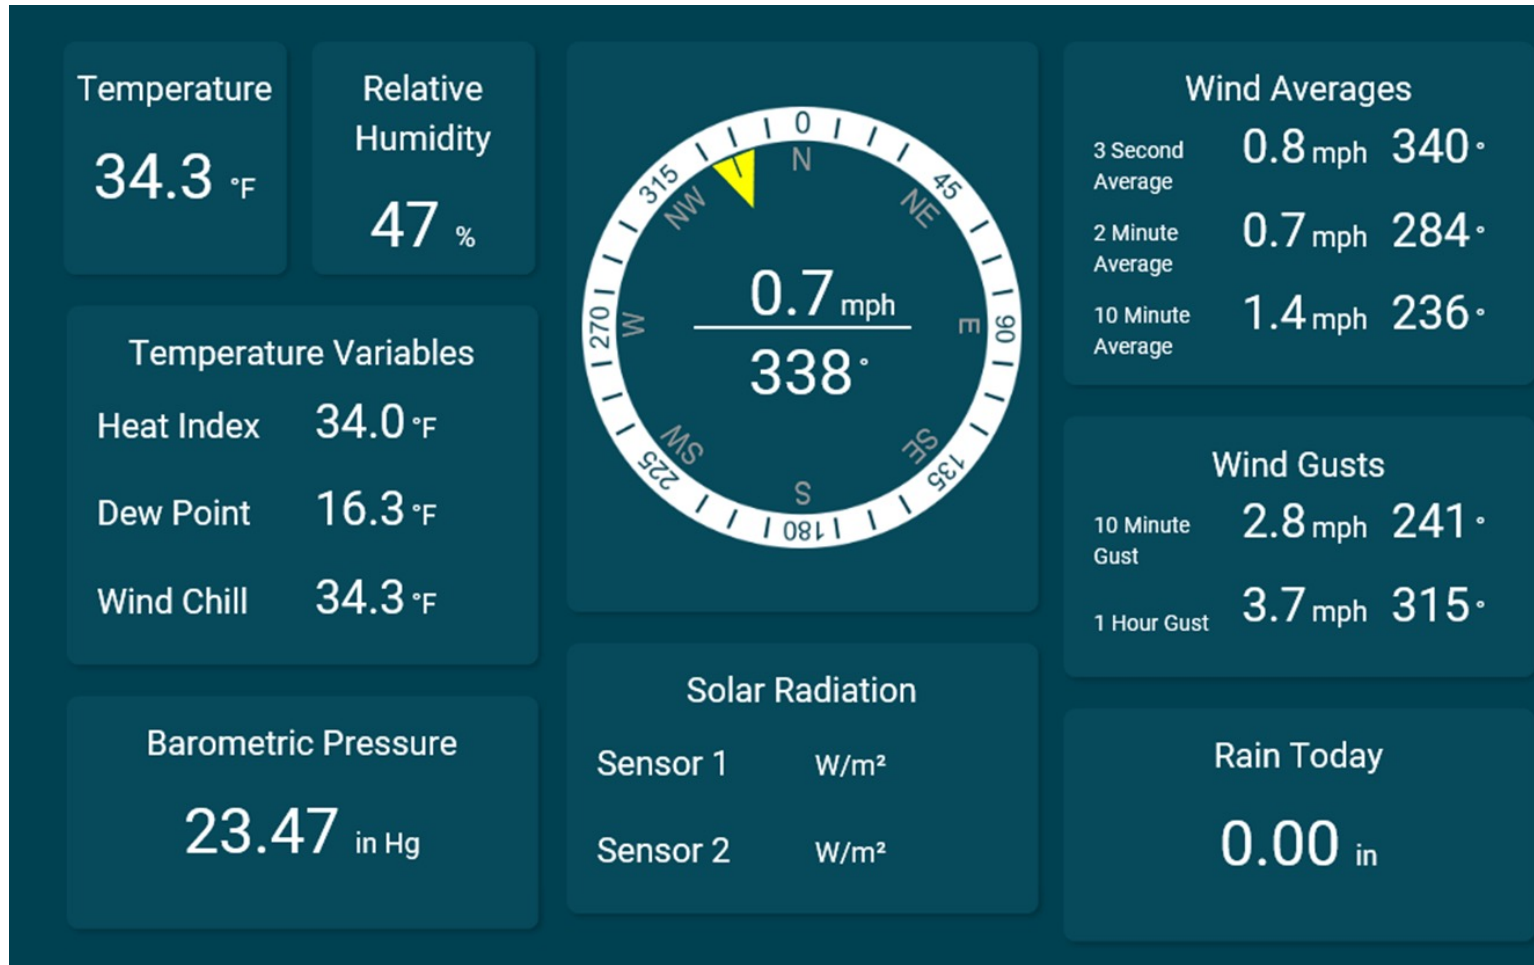 Temperature
34.3 °F
Relative
Humidity
47 %
Temperature Variables
Heat Index 34.0 °F
Dew Point 16.3 °F
Wind Chill 34.3 °F
Barometric Pressure
23.47 in Hg
0
45
90
135
180
225
270
315
N
NE
E
SE
S
SW
W
NW
0.7 mph
338°
Solar Radiation
Sensor 1 W/m²
Sensor 2 W/m²
Wind Averages
3 Second
Average
0.8 mph 340°
2 Minute
Average
0.7 mph 284°
10 Minute
Average
1.4 mph 236°
Wind Gusts
10 Minute
Gust
2.8 mph 241°
1 Hour Gust 3.7 mph 315°
Rain Today
0.00 in